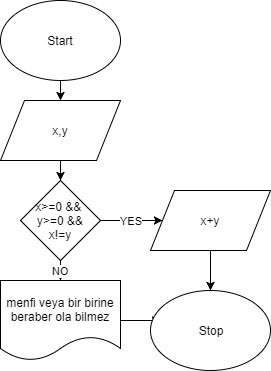 Start
x,y
x>=0 &&
y>=0 &&
x!=y
YES
x+y
NO
menfi veya bir birine
beraber ola bilmez
Stop